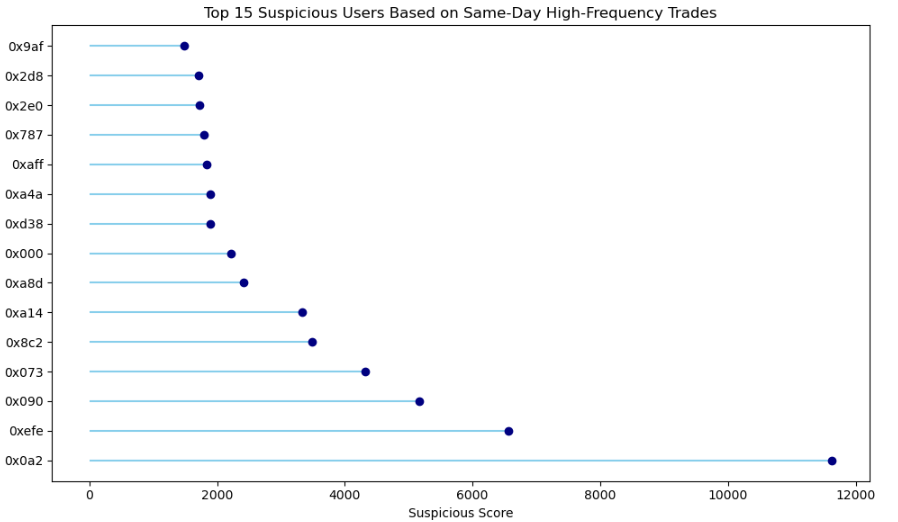 Top 15 Suspicious Users Based on Same-Day High-Frequency Trades
0x9af
0x2d8
0x2e0
0x787
0xaff
0xa4a
0xd38
0x000
0xa8d
0xa14
0x8c2
0x073
0x090
0xefe
0x0a2
0 2000 4000 6000 8000 10000 12000
Suspicious Score